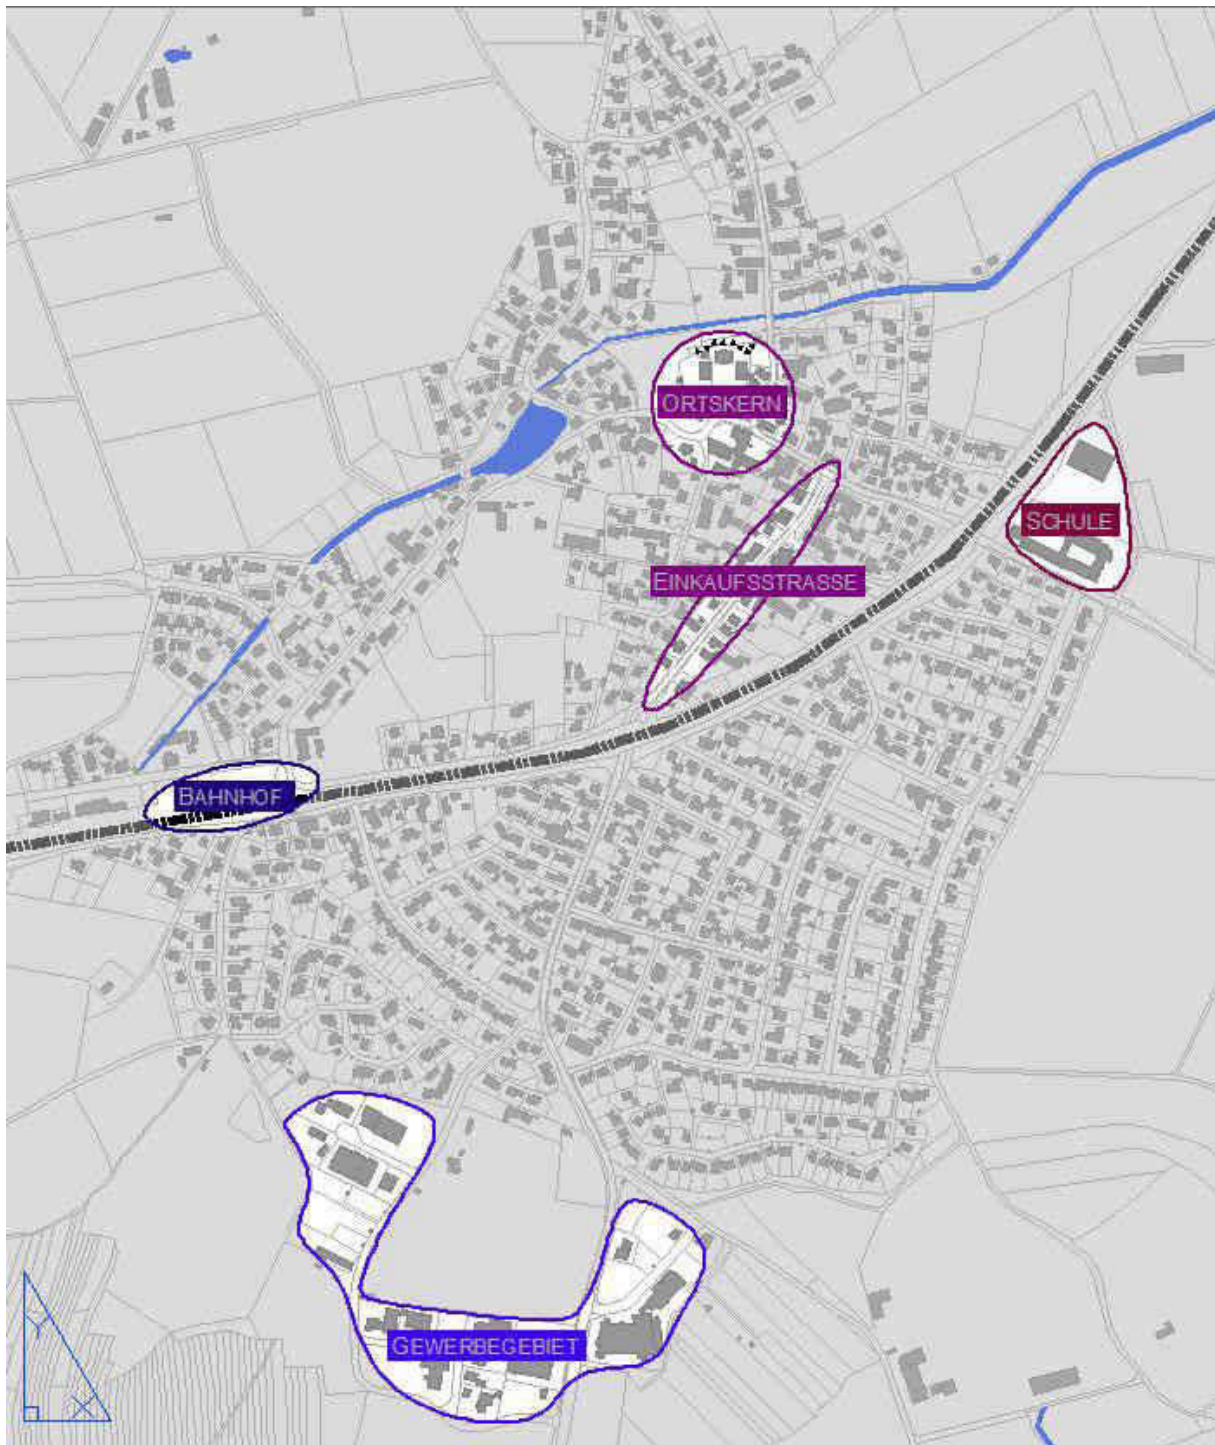 ORTSKERN
SCHULE
EINKAUFSSTRASSE
BAHNHOF
GEWERBEGEBIET
Y
X